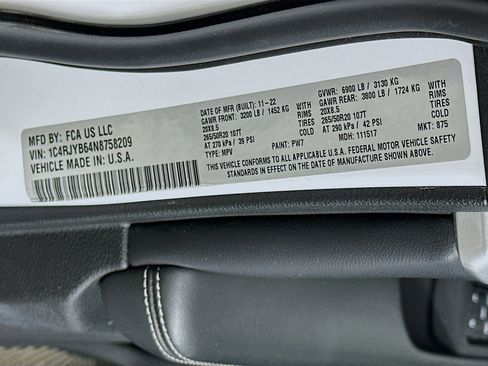 MFD BY: FCA US LLC
VIN: 1C4RJYB64N8758209
VEHICLE MADE IN: U.S.A.
DATE OF MFR (BUILT): 11-22
GAWR FRONT: 3200 LB / 1452 KG
20X8.5 WITH RIMS
265/50R20 107T TIRES
AT 270 kPa / 39 PSI COLD
TYPE: MPV
GVWR: 6900 LB / 3130 KG
GAWR REAR: 3800 LB / 1724 KG
20X8.5 WITH RIMS
265/50R20 107T TIRES
AT 290 kPa / 42 PSI COLD
PAINT: PW7
MDH: 111517
MKT: 875
THIS VEHICLE CONFORMS TO ALL APPLICABLE U.S.A. FEDERAL MOTOR VEHICLE SAFETY
STANDARDS IN EFFECT ON THE DATE OF MANUFACTURE SHOWN ABOVE.